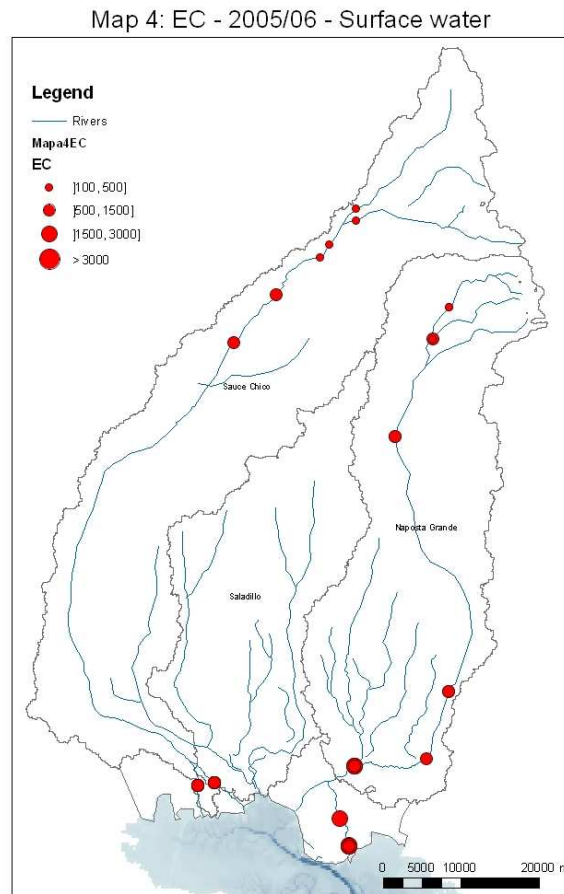 Map 4: EC - 2005/06 - Surface water
Legend
Rivers
Mapa4EC
EC
]100, 500]
]500, 1500]
]1500, 3000]
> 3000
Sauce Chico
Naposta Grande
Saladillo
0 5000 10000 20000 m